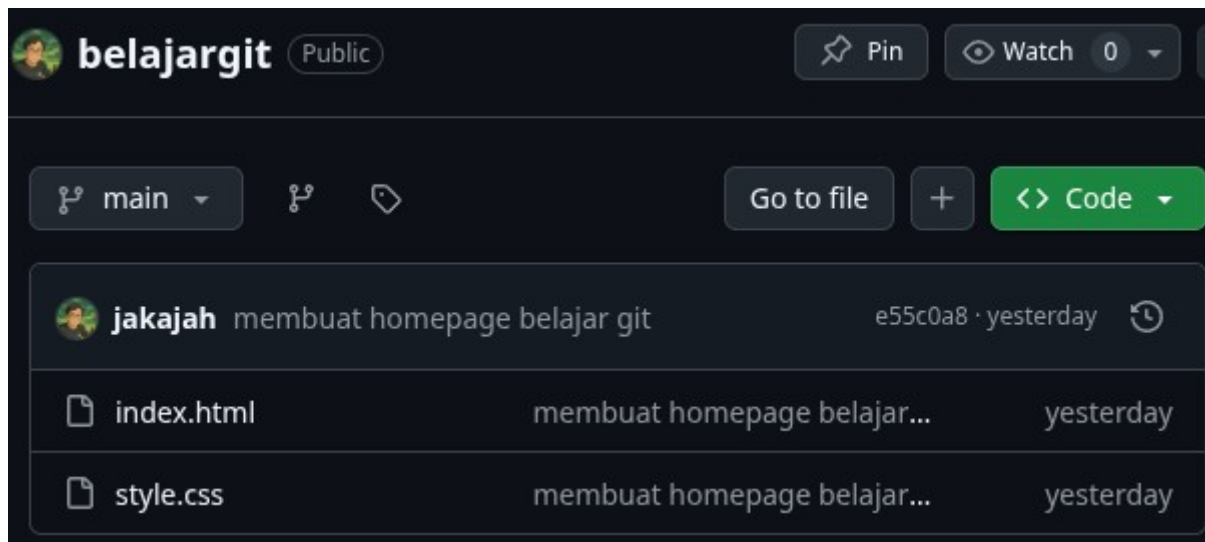 belajargit Public Pin Watch 0
main Go to file + <> Code
jakajah membuat homepage belajar git e55c0a8 · yesterday
index.html membuat homepage belajar... yesterday
style.css membuat homepage belajar... yesterday